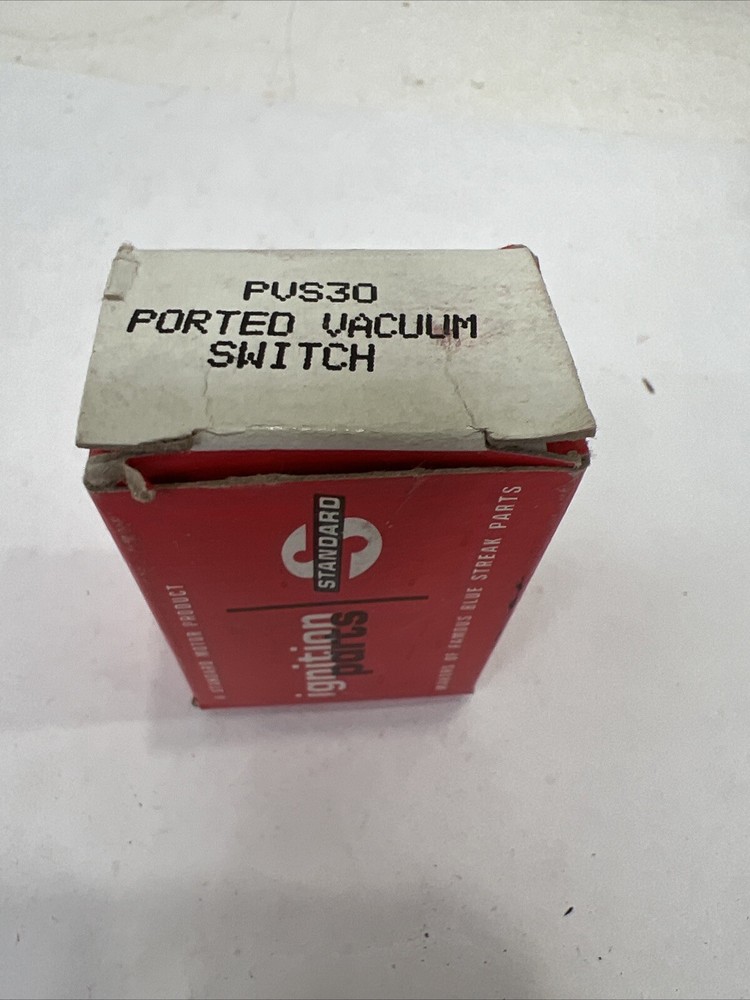 PVS30
PORTED VACUUM
SWITCH
S
STANDARD
ignition
parts
A STANDARD MOTOR PRODUCT
MAKERS OF FAMOUS BLUE STREAK PARTS